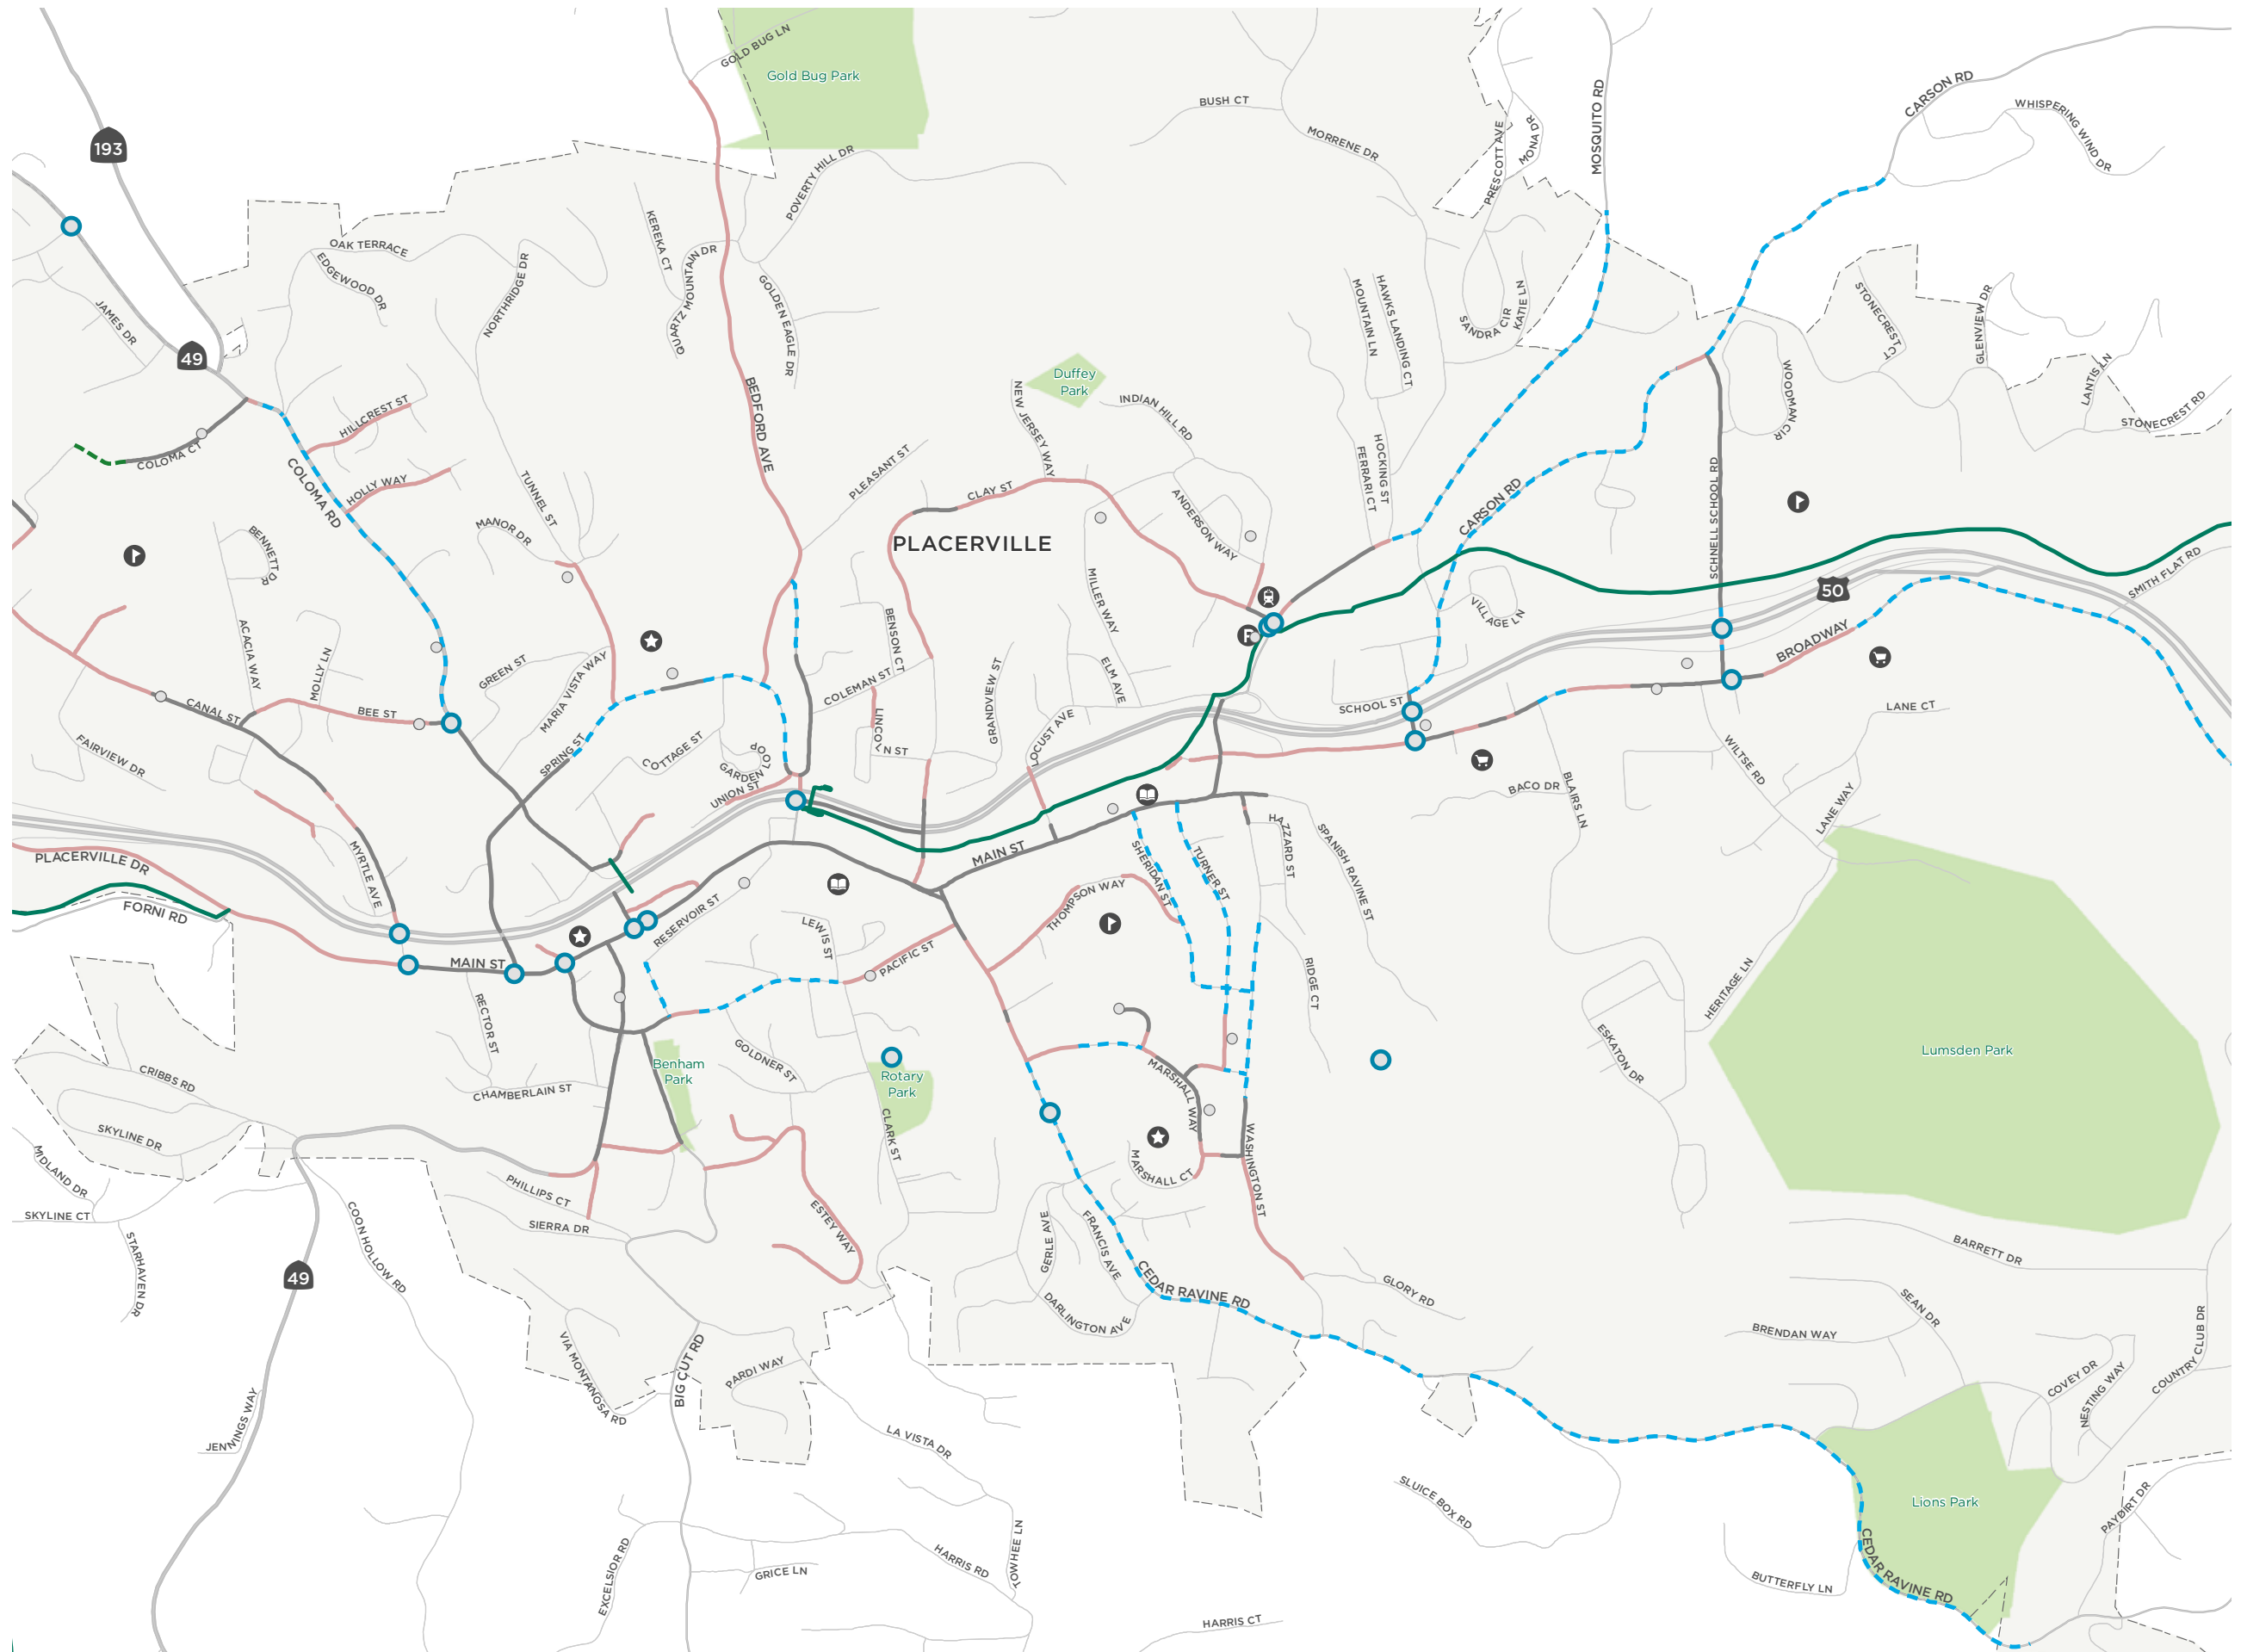 GOLD BUG LN
Gold Bug Park
CARSON RD
WHISPERING WIND DR
BUSH CT
MOSQUITO RD
MORRENE DR
PRESCOTT AVE
MONA DR
193
POVERTY HILL DR
KEREKA CT
OAK TERRACE
EDGEWOOD DR
NORTHRIDGE DR
QUARTZ MOUNTAIN DR
GOLDEN EAGLE DR
MOUNTAIN LN
HAWKS LANDING CT
SANDRA CIR
KATIE LN
STONECREST CT
GLENVIEW DR
JAMES DR
49
Duffey
Park
NEW JERSEY WAY
INDIAN HILL RD
WOODMAN CIR
LANTIS LN
STONECREST RD
HILLCREST ST
BEDFORD AVE
COLOMA CT
COLOMA RD
HOLLY WAY
TUNNEL ST
PLEASANT ST
CLAY ST
ANDERSON WAY
FERRARI CT
HOCKING ST
CARSON RD
SCHNELL SCHOOL RD
MANOR DR
BENNETT DR
PLACERVILLE
SMITH FLAT RD
50
MILLER WAY
VILLAGE LN
P
BENSON CT
ACACIA WAY
MOLLY LN
GREEN ST
MARIA VISTA WAY
COLEMAN ST
GRANDVIEW ST
ELM AVE
BROADWAY
CANAL ST
BEE ST
LINCOLN ST
LOCUST AVE
SCHOOL ST
LANE CT
FAIRVIEW DR
SPRING ST
COTTAGE ST
GARDEN LOOP
UNION ST
WILTSE RD
BACO DR
BLAIRS LN
LANE WAY
PLACERVILLE DR
MYRTLE AVE
MAIN ST
HAZZARD ST
SPANISH RAVINE ST
SHERIDAN ST
TURNER ST
FORNI RD
RESERVOIR ST
LEWIS ST
THOMPSON WAY
PACIFIC ST
MAIN ST
RECTOR ST
RIDGE CT
HERITAGE LN
ESKATON DR
Lumsden Park
CRIBBS RD
CHAMBERLAIN ST
Benham
Park
GOLDNER ST
Rotary
Park
MARSHALL WAY
CLARK ST
SKYLINE DR
MIDLAND DR
WASHINGTON ST
MARSHALL CT
SKYLINE CT
PHILLIPS CT
SIERRA DR
ESTEY WAY
STARHAVEN DR
COON HOLLOW RD
GERLE AVE
FRANCIS AVE
BARRETT DR
49
CEDAR RAVINE RD
GLORY RD
DARLINGTON AVE
SEAN DR
BRENDAN WAY
VIA MONTANOSA RD
BIG CUT RD
PARDI WAY
COVEY DR
NESTING WAY
COUNTRY CLUB DR
JENNINGS WAY
LA VISTA DR
SLUICE BOX RD
Lions Park
PAYDIRT DR
EXCELSIOR RD
GRICE LN
HARRIS RD
TOWHEE LN
BUTTERFLY LN
CEDAR RAVINE RD
HARRIS CT